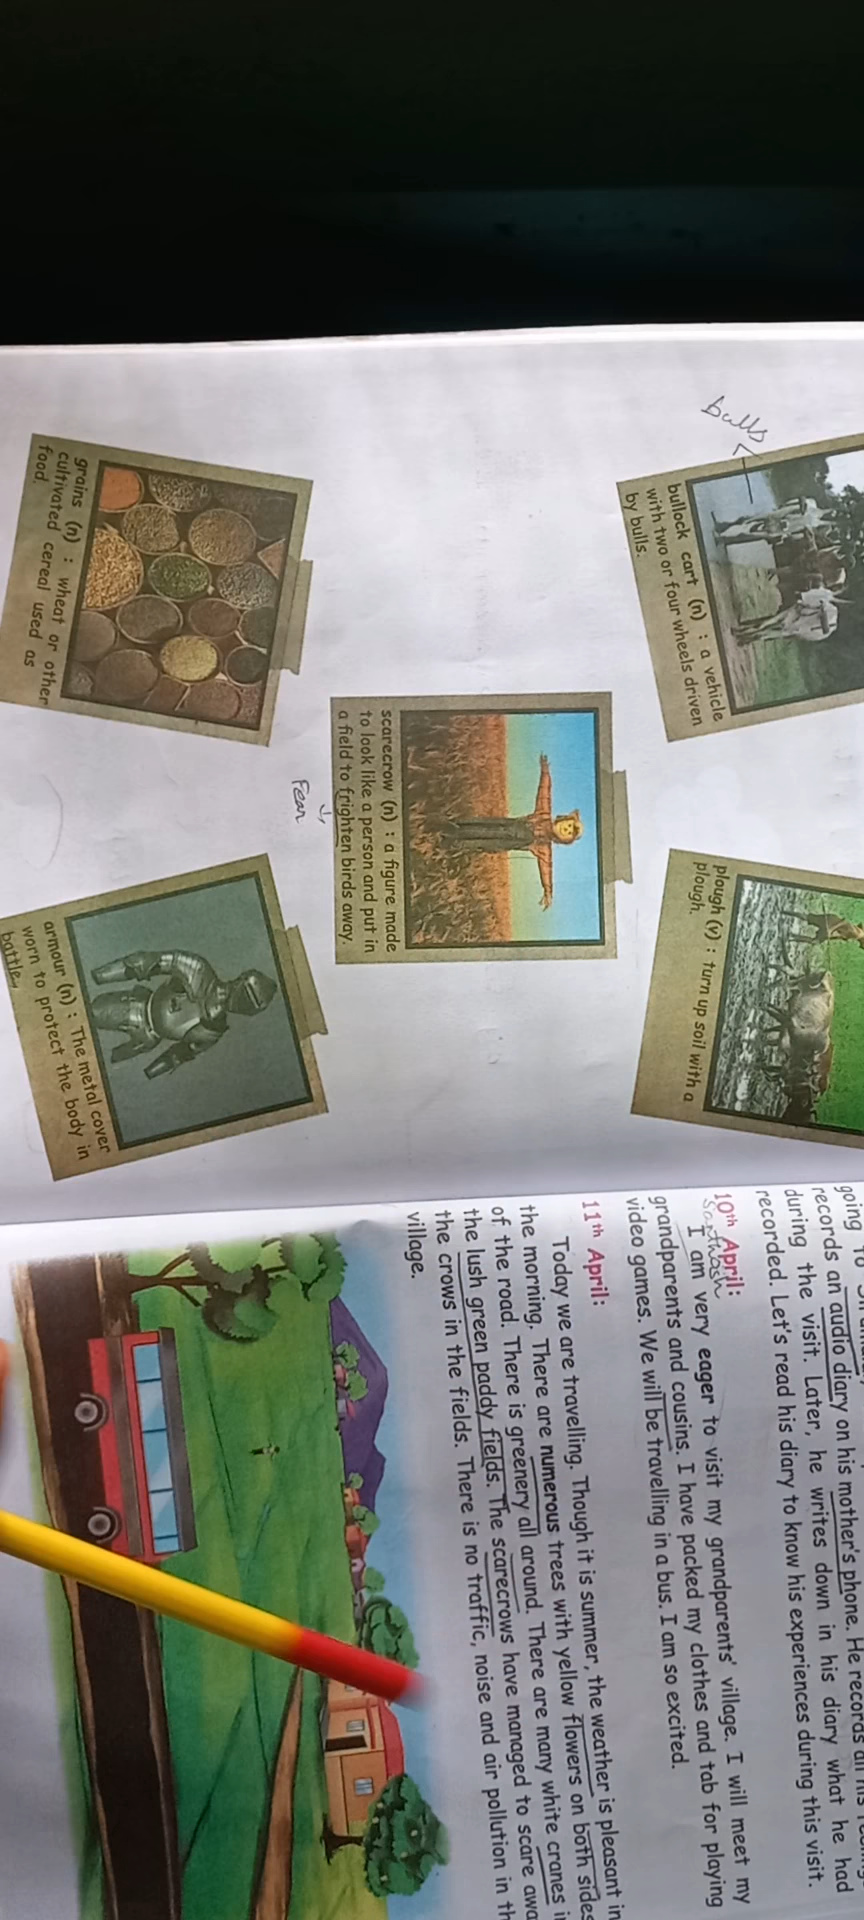 bulls
bullock cart (n) : a vehicle
with two or four wheels driven
by bulls.
plough (v) : turn up soil with a
plough.
scarecrow (n) : a figure made
to look like a person and put in
a field to frighten birds away.
Fear
grains (n) : wheat or other
cultivated cereal used as
food.
armour (n) : The metal cover
worn to protect the body in
battle.
going to
records an audio diary on his mother's phone. He records all his
during the visit. Later, he writes down in his diary what he had
recorded. Let's read his diary to know his experiences during this visit.
10th April:
Santhosh
I am very eager to visit my grandparents' village. I will meet my
grandparents and cousins. I have packed my clothes and tab for playing
video games. We will be travelling in a bus. I am so excited.
11th April:
Today we are travelling. Though it is summer, the weather is pleasant in
the morning. There are numerous trees with yellow flowers on both sides
of the road. There is greenery all around. There are many white cranes
the lush green paddy fields. The scarecrows have managed to scare
the crows in the fields. There is no traffic, noise and air pollution in
village.